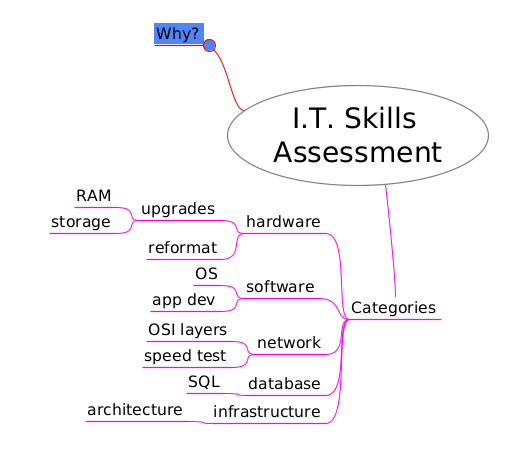 Why?
I.T. Skills
Assessment
RAM
upgrades
storage
hardware
reformat
OS
software
app dev
Categories
OSI layers
network
speed test
SQL
database
architecture
infrastructure